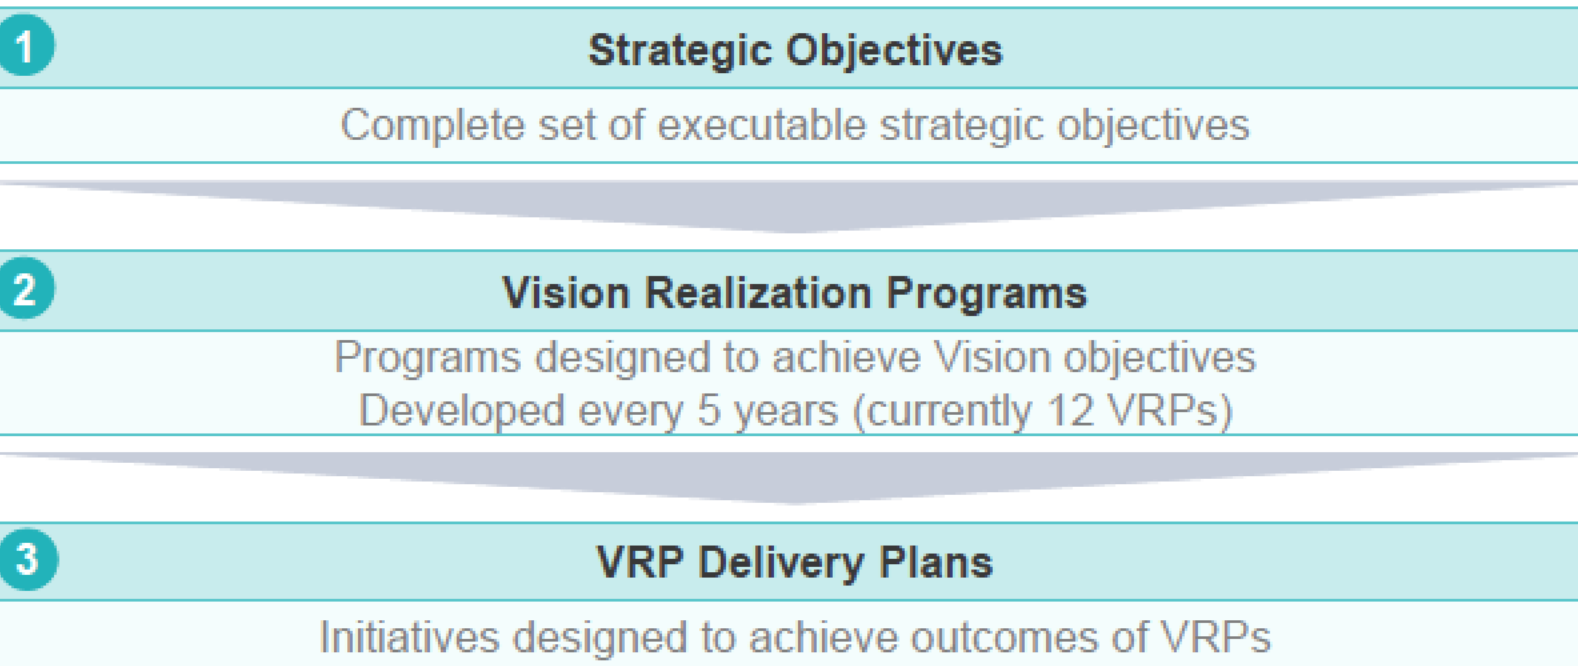 1
Strategic Objectives
Complete set of executable strategic objectives
2
Vision Realization Programs
Programs designed to achieve Vision objectives
Developed every 5 years (currently 12 VRPs)
3
VRP Delivery Plans
Initiatives designed to achieve outcomes of VRPs